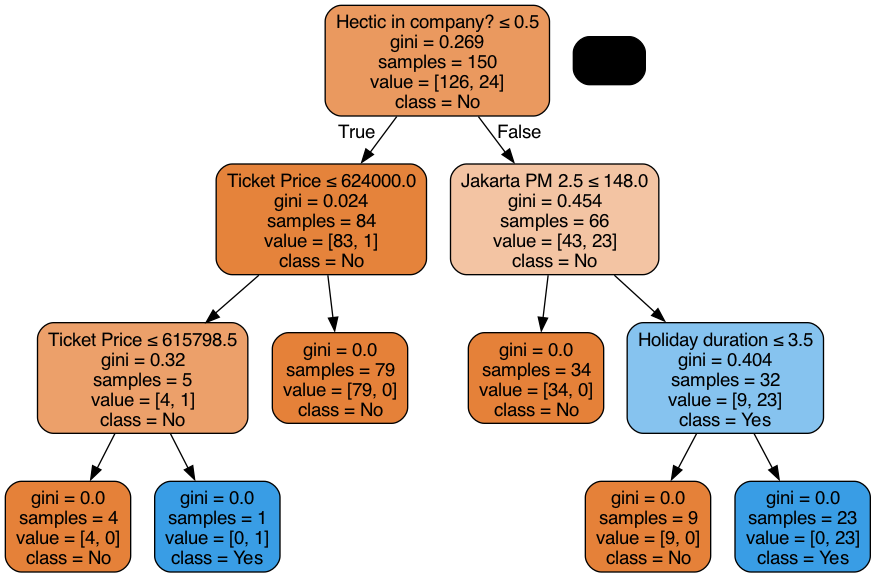 Hectic in company? ≤ 0.5
gini = 0.269
samples = 150
value = [126, 24]
class = No
True
False
Ticket Price ≤ 624000.0
gini = 0.024
samples = 84
value = [83, 1]
class = No
Jakarta PM 2.5 ≤ 148.0
gini = 0.454
samples = 66
value = [43, 23]
class = No
Ticket Price ≤ 615798.5
gini = 0.32
samples = 5
value = [4, 1]
class = No
gini = 0.0
samples = 79
value = [79, 0]
class = No
gini = 0.0
samples = 34
value = [34, 0]
class = No
Holiday duration ≤ 3.5
gini = 0.404
samples = 32
value = [9, 23]
class = Yes
gini = 0.0
samples = 4
value = [4, 0]
class = No
gini = 0.0
samples = 1
value = [0, 1]
class = Yes
gini = 0.0
samples = 9
value = [9, 0]
class = No
gini = 0.0
samples = 23
value = [0, 23]
class = Yes